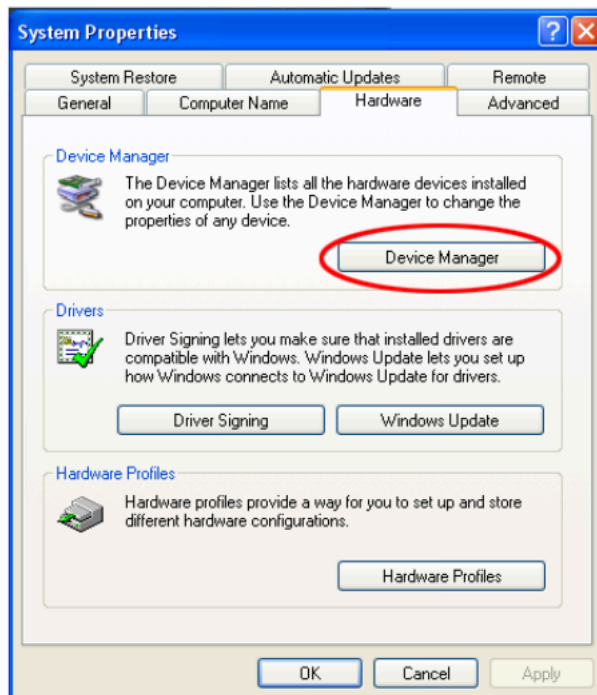 System Properties
System Restore
Automatic Updates
Remote
General
Computer Name
Hardware
Advanced
Device Manager
The Device Manager lists all the hardware devices installed
on your computer. Use the Device Manager to change the
properties of any device.
Device Manager
Drivers
Driver Signing lets you make sure that installed drivers are
compatible with Windows. Windows Update lets you set up
how Windows connects to Windows Update for drivers.
Driver Signing
Windows Update
Hardware Profiles
Hardware profiles provide a way for you to set up and store
different hardware configurations.
Hardware Profiles
OK
Cancel
Apply